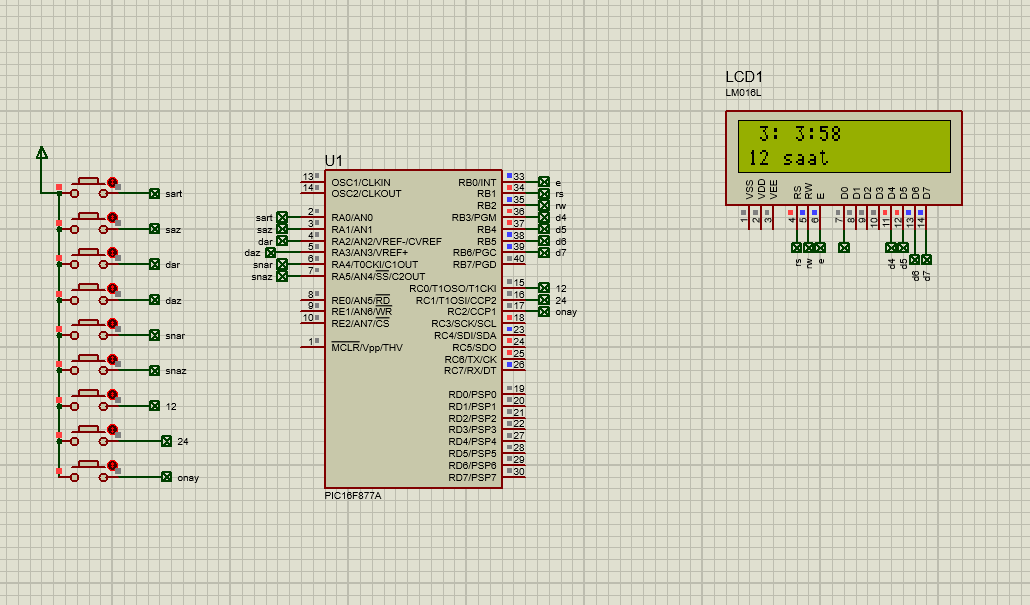 LCD1
LM016L
3: 3:58
12 saat
VSS VDD VEE RS RW E D0 D1 D2 D3 D4 D5 D6 D7
1 2 3 4 5 6 7 8 9 10 11 12 13 14
rs rw e d4 d5 d6 d7
sart
saz
dar
daz
snar
snaz
12
24
onay
U1
13 OSC1/CLKIN RB0/INT 33 e
14 OSC2/CLKOUT RB1 34 rs
RB2 35 rw
sart 2 RA0/AN0 RB3/PGM 36 d4
saz 3 RA1/AN1 RB4 37 d5
dar 4 RA2/AN2/VREF-/CVREF RB5 38 d6
daz 5 RA3/AN3/VREF+ RB6/PGC 39 d7
snar 6 RA4/T0CKI/C1OUT RB7/PGD 40
snaz 7 RA5/AN4/SS/C2OUT
RC0/T1OSO/T1CKI 15 12
8 RE0/AN5/RD RC1/T1OSI/CCP2 16 24
9 RE1/AN6/WR RC2/CCP1 17 onay
10 RE2/AN7/CS RC3/SCK/SCL 18
RC4/SDI/SDA 23
1 MCLR/Vpp/THV RC5/SDO 24
RC6/TX/CK 25
RC7/RX/DT 26
RD0/PSP0 19
RD1/PSP1 20
RD2/PSP2 21
RD3/PSP3 22
RD4/PSP4 27
RD5/PSP5 28
RD6/PSP6 29
RD7/PSP7 30
PIC16F877A